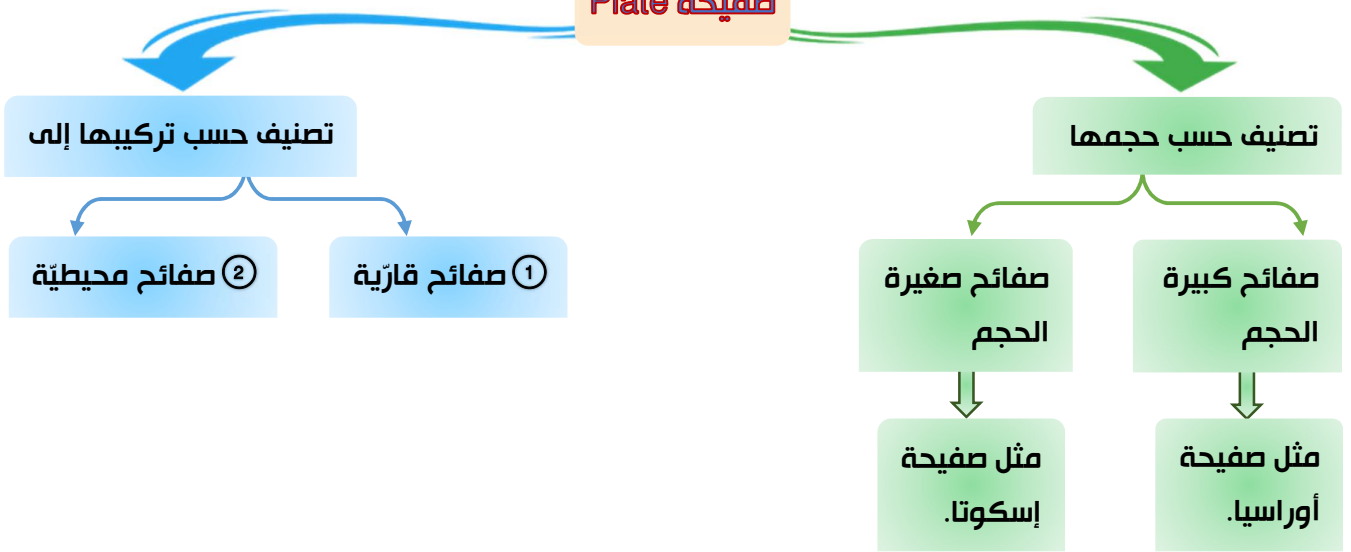 صفيحة Plate
تصنيف حسب حجمها
تصنيف حسب تركيبها إلى
صفائح كبيرة
الحجم
صفائح صغيرة
الحجم
① صفائح قارّية
② صفائح محيطيّة
مثل صفيحة
أوراسيا.
مثل صفيحة
إسكوتا.